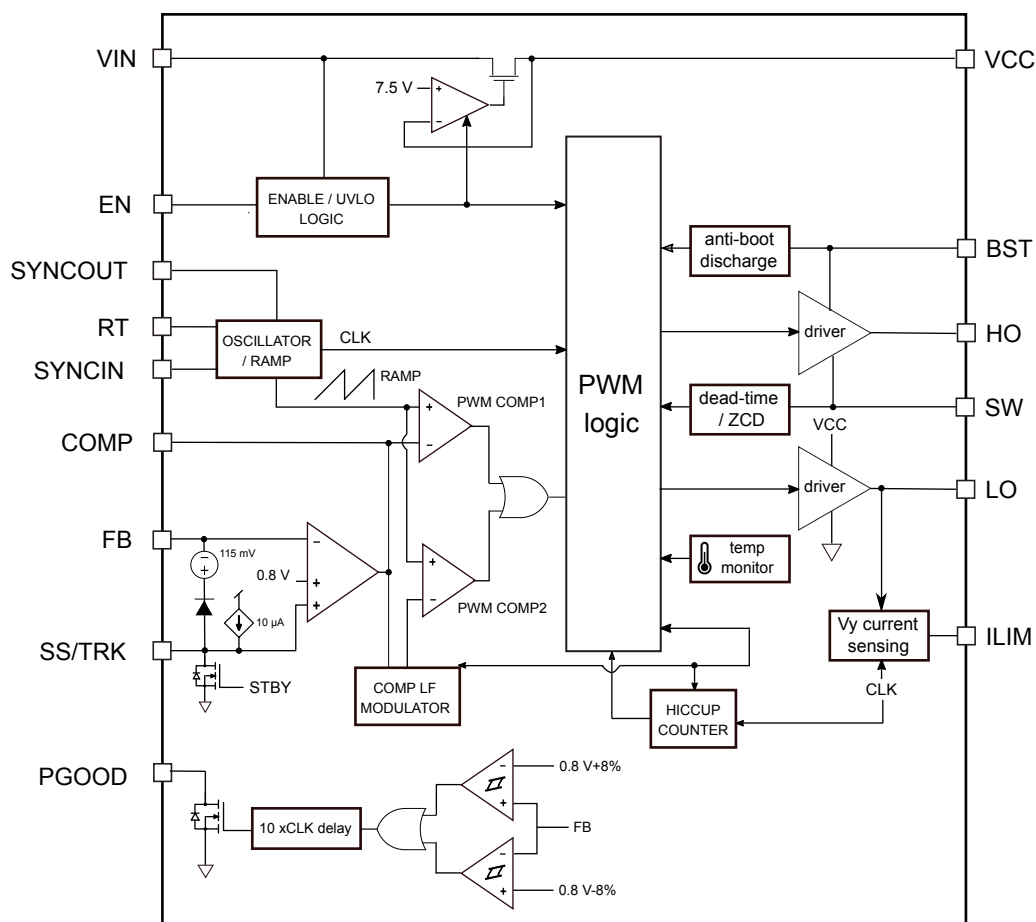 VIN
VCC
7.5 V
+
−
EN
ENABLE / UVLO
LOGIC
SYNCOUT
anti-boot
discharge
BST
RT
OSCILLATOR
/ RAMP
CLK
driver
HO
SYNCIN
RAMP
PWM COMP1
+
−
PWM
logic
dead-time
/ ZCD
SW
COMP
VCC
driver
LO
FB
115 mV
−
+
0.8 V
−
+
+
10 µA
+
−
PWM COMP2
temp
monitor
SS/TRK
STBY
COMP LF
MODULATOR
Vy current
sensing
ILIM
CLK
HICCUP
COUNTER
PGOOD
10 xCLK delay
−
+
0.8 V+8%
FB
−
+
0.8 V-8%